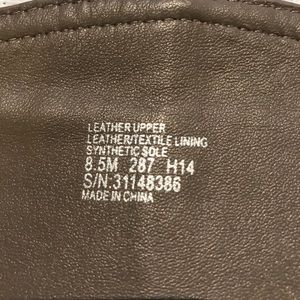 LEATHER UPPER
LEATHER/TEXTILE LINING
SYNTHETIC SOLE
8.5M 287 H14
S/N:31148386
MADE IN CHINA